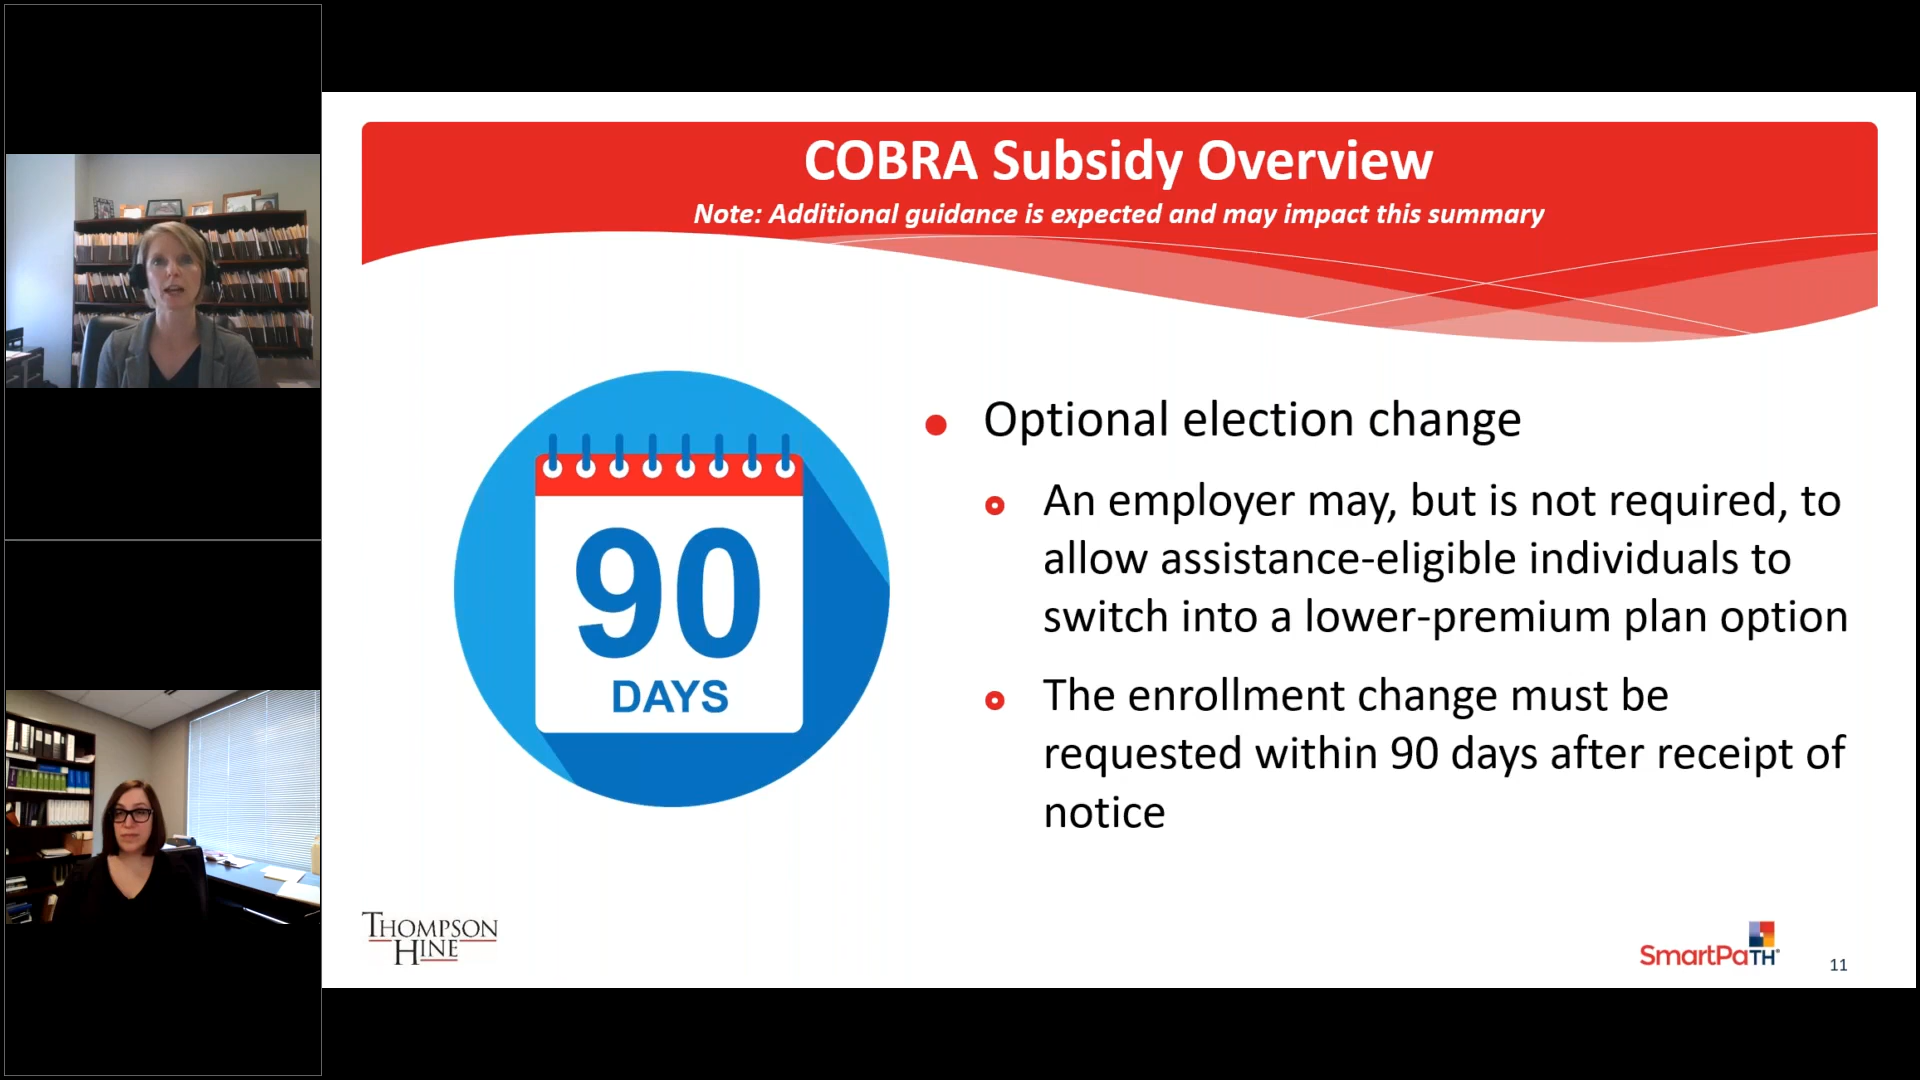 COBRA Subsidy Overview
Note: Additional guidance is expected and may impact this summary
90
DAYS
Optional election change
An employer may, but is not required, to
allow assistance-eligible individuals to
switch into a lower-premium plan option
The enrollment change must be
requested within 90 days after receipt of
notice
THOMPSON
HINE
SmartPaTH
11